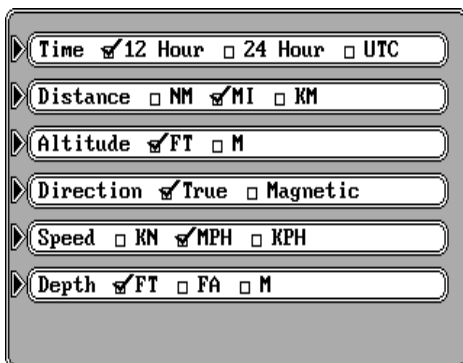 Time 12 Hour 24 Hour UTC
Distance NM MI KM
Altitude FT M
Direction True Magnetic
Speed KN MPH KPH
Depth FT FA M